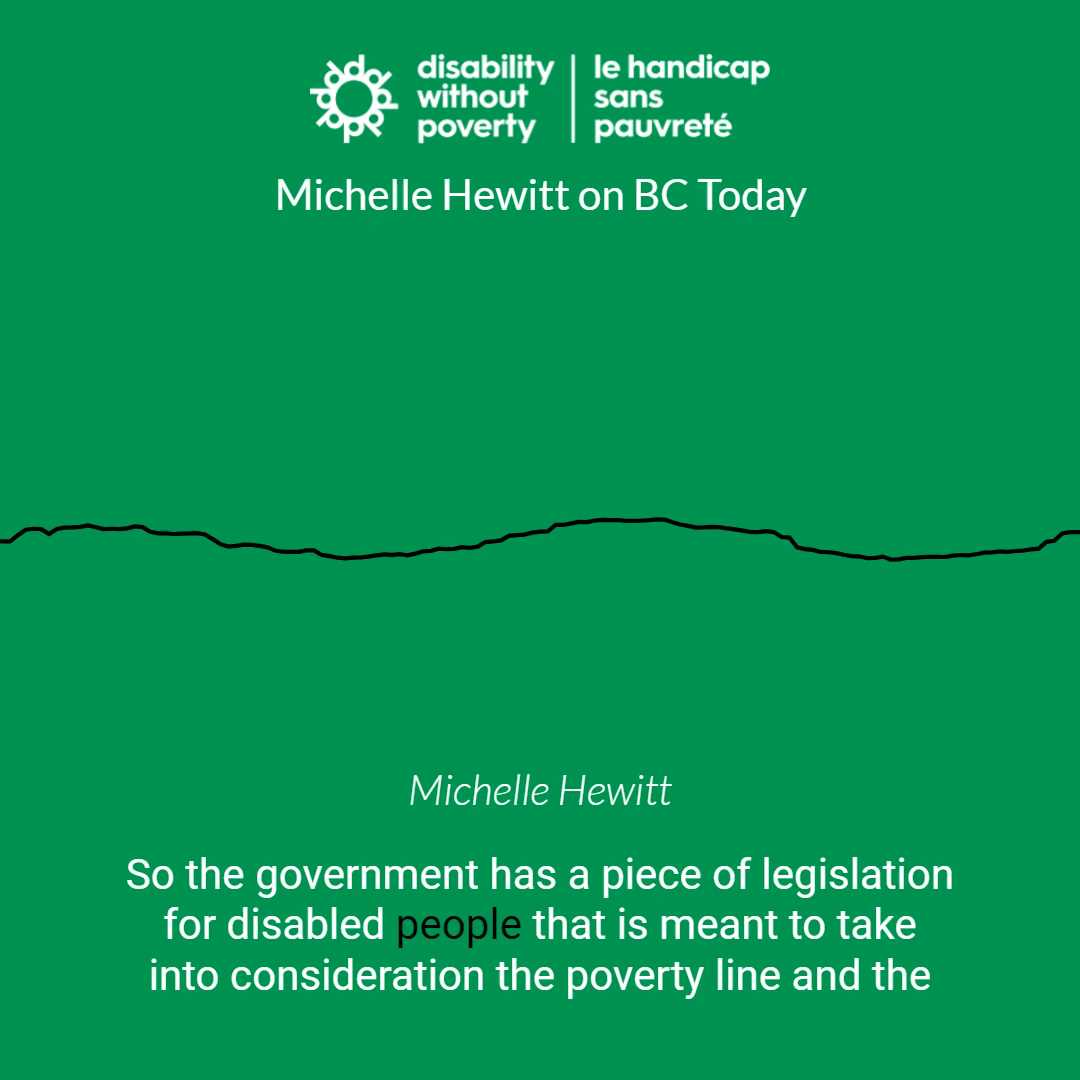 disability
without
poverty
le handicap
sans
pauvreté
Michelle Hewitt on BC Today
Michelle Hewitt
So the government has a piece of legislation
for disabled people that is meant to take
into consideration the poverty line and the